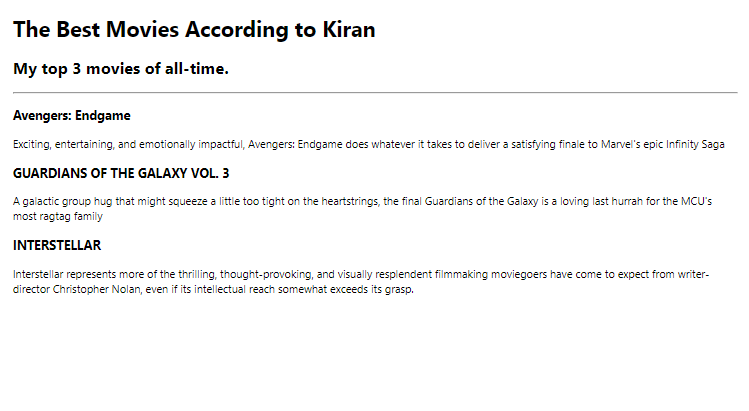 The Best Movies According to Kiran
My top 3 movies of all-time.
Avengers: Endgame
Exciting, entertaining, and emotionally impactful, Avengers: Endgame does whatever it takes to deliver a satisfying finale to Marvel's epic Infinity Saga
GUARDIANS OF THE GALAXY VOL. 3
A galactic group hug that might squeeze a little too tight on the heartstrings, the final Guardians of the Galaxy is a loving last hurrah for the MCU's
most ragtag family
INTERSTELLAR
Interstellar represents more of the thrilling, thought-provoking, and visually resplendent filmmaking moviegoers have come to expect from writer-
director Christopher Nolan, even if its intellectual reach somewhat exceeds its grasp.